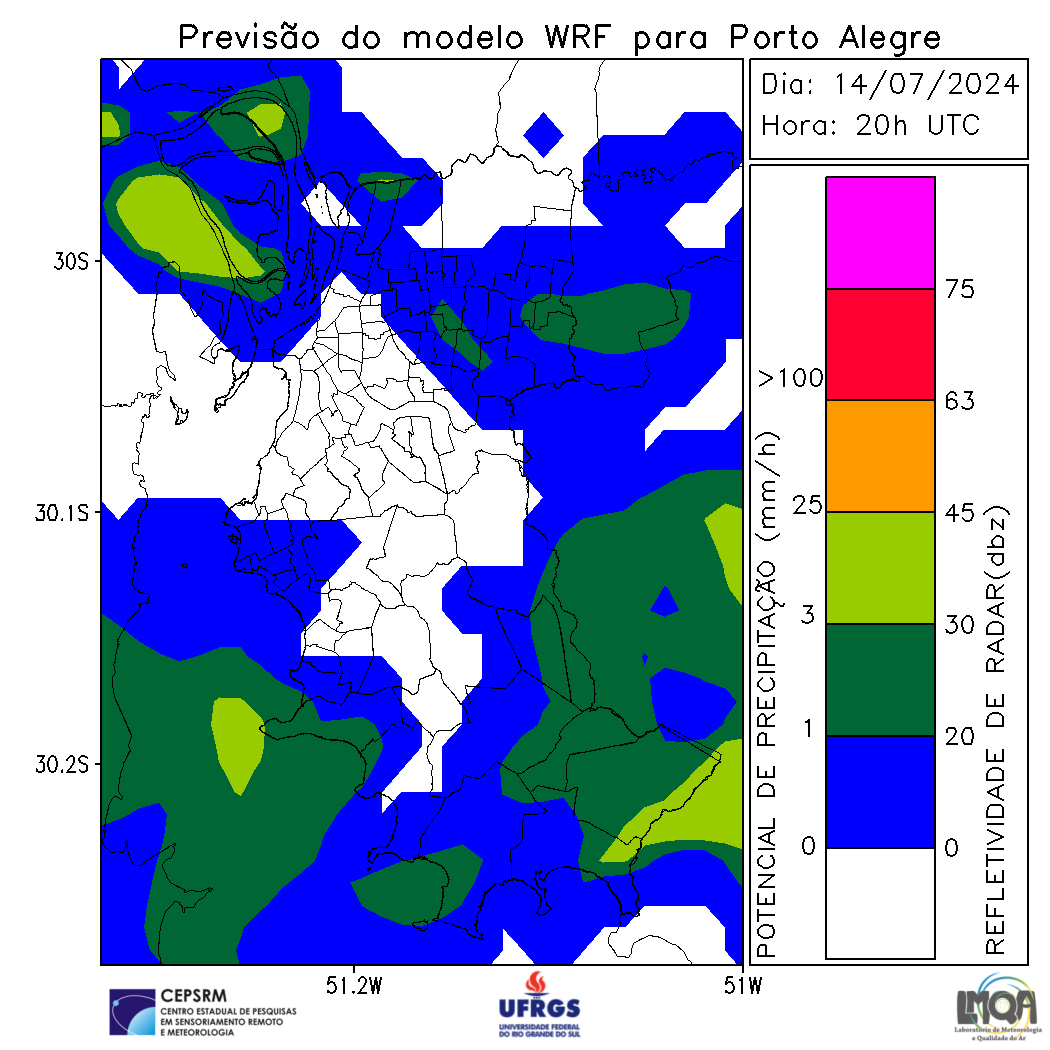 Previsão do modelo WRF para Porto Alegre
Dia: 14/07/2024
Hora: 20h UTC
30S
30.1S
30.2S
51.2W
51W
POTENCIAL DE PRECIPITAÇÃO (mm/h)
>100
25
3
1
0
75
63
45
30
20
0
REFLETIVIDADE DE RADAR(dbz)
CEPSRM
CENTRO ESTADUAL DE PESQUISAS
EM SENSORIAMENTO REMOTO
E METEOROLOGIA
UFRGS
UNIVERSIDADE FEDERAL
DO RIO GRANDE DO SUL
LMQA
Laboratório de Meteorologia
e Qualidade do Ar